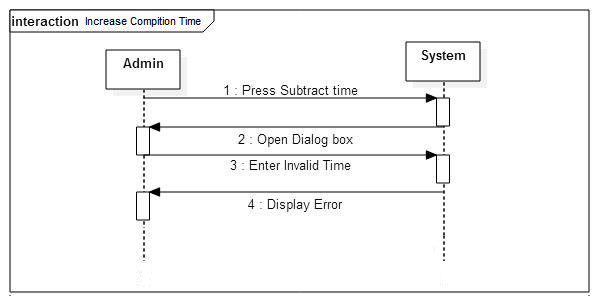 interaction Increase Compition Time
Admin
System
1 : Press Subtract time
2 : Open Dialog box
3 : Enter Invalid Time
4 : Display Error